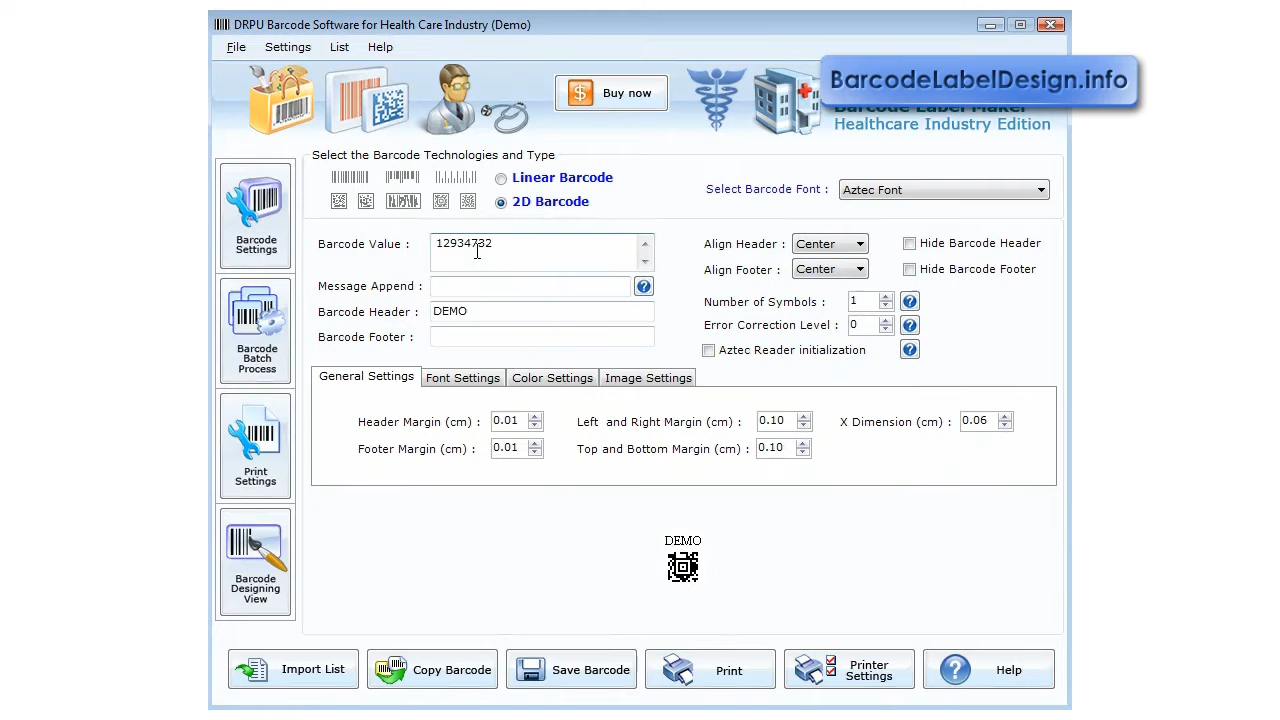 DRPU Barcode Software for Health Care Industry (Demo)
File Settings List Help
Buy now
BarcodeLabelDesign.info
Barcode Label Maker
Healthcare Industry Edition
Select the Barcode Technologies and Type
Linear Barcode
2D Barcode
Select Barcode Font : Aztec Font
Barcode Settings
Barcode Batch Process
Print Settings
Barcode Designing View
Barcode Value : 12934732
Message Append :
Barcode Header : DEMO
Barcode Footer :
Align Header : Center Hide Barcode Header
Align Footer : Center Hide Barcode Footer
Number of Symbols : 1 ?
Error Correction Level : 0 ?
Aztec Reader initialization ?
General Settings Font Settings Color Settings Image Settings
Header Margin (cm) : 0.01 Left and Right Margin (cm) : 0.10 X Dimension (cm) : 0.06
Footer Margin (cm) : 0.01 Top and Bottom Margin (cm) : 0.10
DEMO
Import List Copy Barcode Save Barcode Print Printer Settings Help